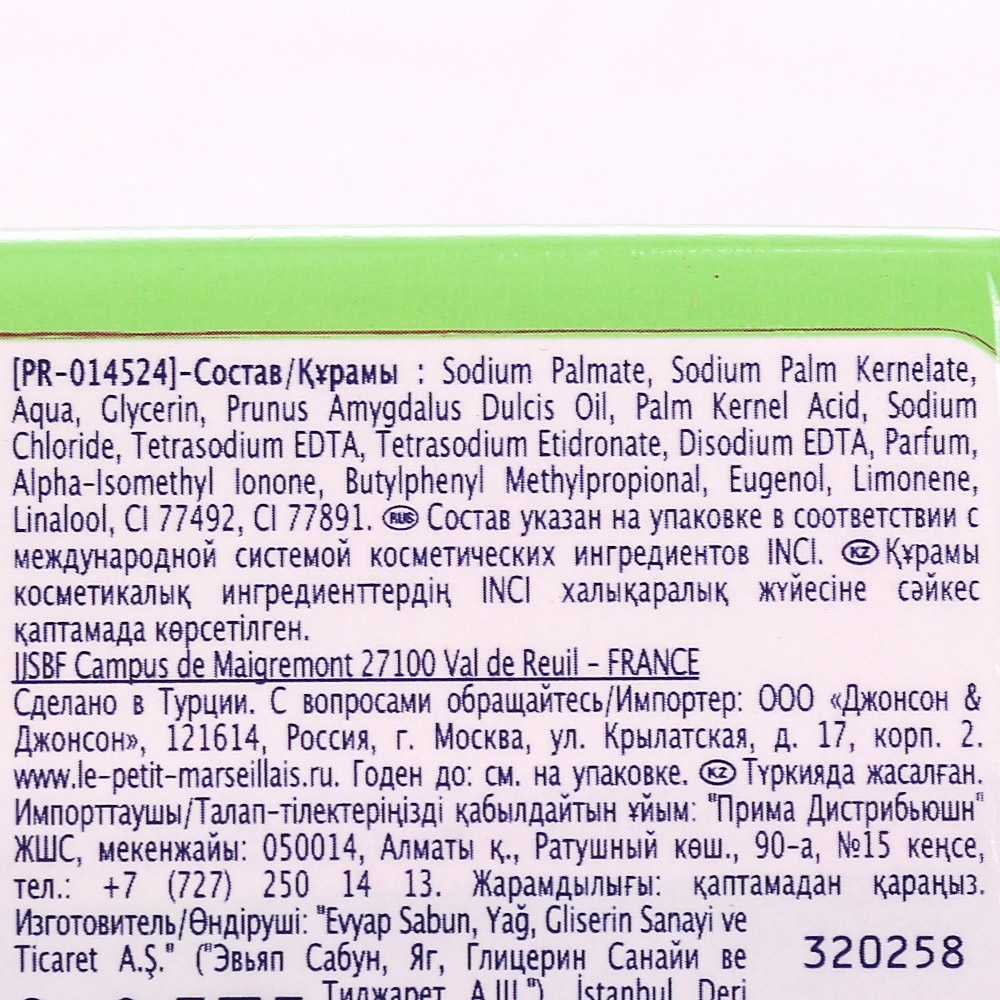 [PR-014524]-Состав/Құрамы : Sodium Palmate, Sodium Palm Kernelate,
Aqua, Glycerin, Prunus Amygdalus Dulcis Oil, Palm Kernel Acid, Sodium
Chloride, Tetrasodium EDTA, Tetrasodium Etidronate, Disodium EDTA, Parfum,
Alpha-Isomethyl Ionone, Butylphenyl Methylpropional, Eugenol, Limonene,
Linalool, CI 77492, CI 77891. RUS Состав указан на упаковке в соответствии с
международной системой косметических ингредиентов INCI. KZ Құрамы
косметикалық ингредиенттердің INCI халықаралық жүйесіне сәйкес
қаптамада көрсетілген.
JJSBF Campus de Maigremont 27100 Val de Reuil - FRANCE
Сделано в Турции. С вопросами обращайтесь/Импортер: ООО «Джонсон &
Джонсон», 121614, Россия, г. Москва, ул. Крылатская, д. 17, корп. 2.
www.le-petit-marseillais.ru. Годен до: см. на упаковке. KZ Түркияда жасалған.
Импорттаушы/Талап-тілектеріңізді қабылдайтын ұйым: "Прима Дистрибьюшн"
ЖШС, мекенжайы: 050014, Алматы қ., Ратушный көш., 90-а, №15 кеңсе,
тел.: +7 (727) 250 14 13. Жарамдылығы: қаптамадан қараңыз.
Изготовитель/Өндіруші: "Evyap Sabun, Yağ, Gliserin Sanayi ve
Ticaret A.Ş." ("Эвьяп Сабун, Яг, Глицерин Санайи ве
320258
Тиджарет А.Ш."), İstanbul Deri